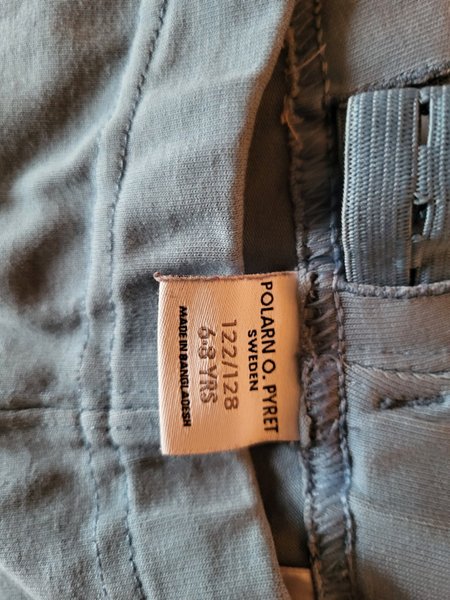 POLARN O. PYRET
SWEDEN
122/128
6-8 YRS
MADE IN BANGLADESH